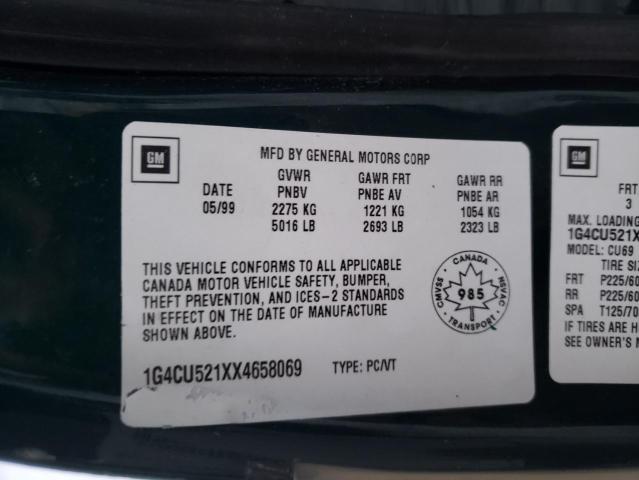 GM
MFD BY GENERAL MOTORS CORP
GVWR GAWR FRT GAWR RR
DATE PNBV PNBE AV PNBE AR
05/99 2275 KG 1221 KG 1054 KG
5016 LB 2693 LB 2323 LB
THIS VEHICLE CONFORMS TO ALL APPLICABLE
CANADA MOTOR VEHICLE SAFETY, BUMPER,
THEFT PREVENTION, AND ICES-2 STANDARDS
IN EFFECT ON THE DATE OF MANUFACTURE
SHOWN ABOVE.
CANADA
CMVSS 985 NSVAC
TRANSPORT
1G4CU521XX4658069 TYPE: PC/VT
GM
FRT
3
MAX. LOADING
1G4CU521X
MODEL: CU69
TIRE SIZ
FRT P225/60
RR P225/60
SPA T125/70
IF TIRES ARE H
SEE OWNER'S M